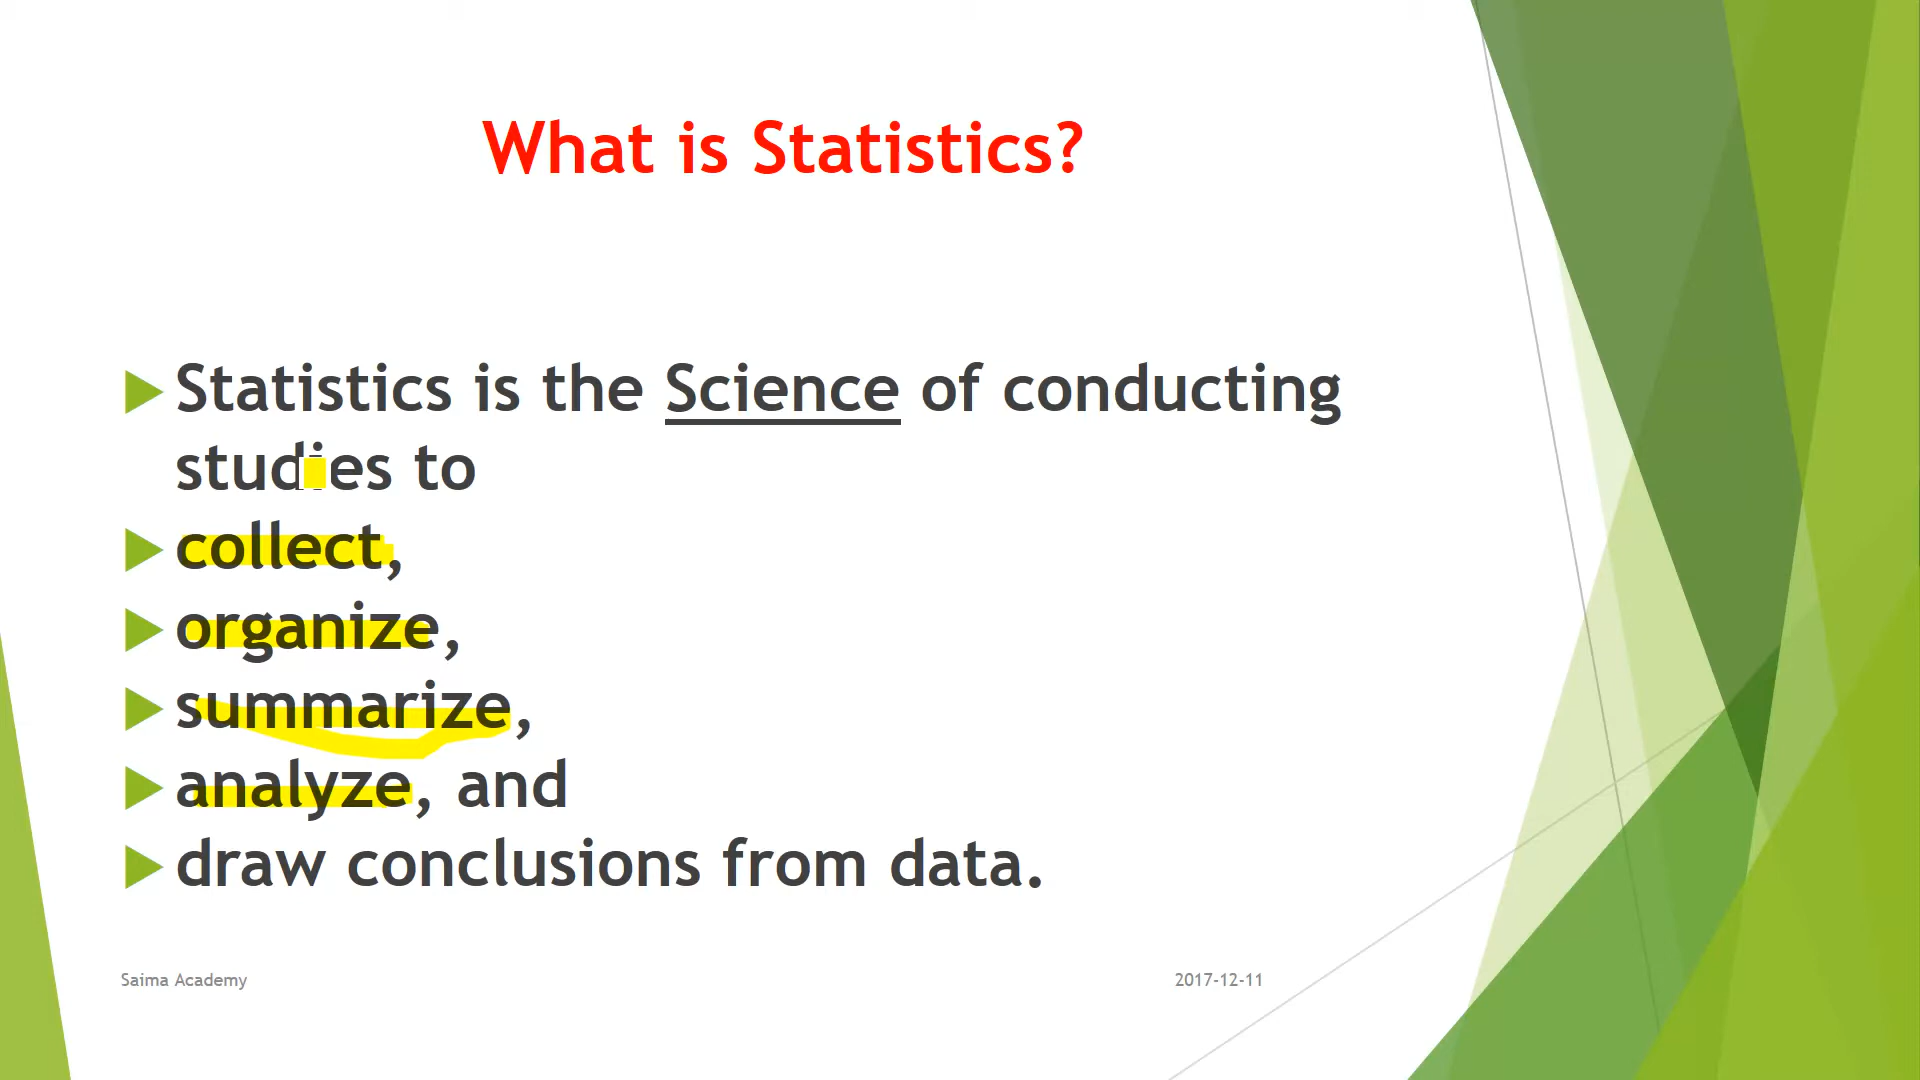 What is Statistics?
Statistics is the Science of conducting
studies to
collect,
organize,
summarize,
analyze, and
draw conclusions from data.
Saima Academy
2017-12-11